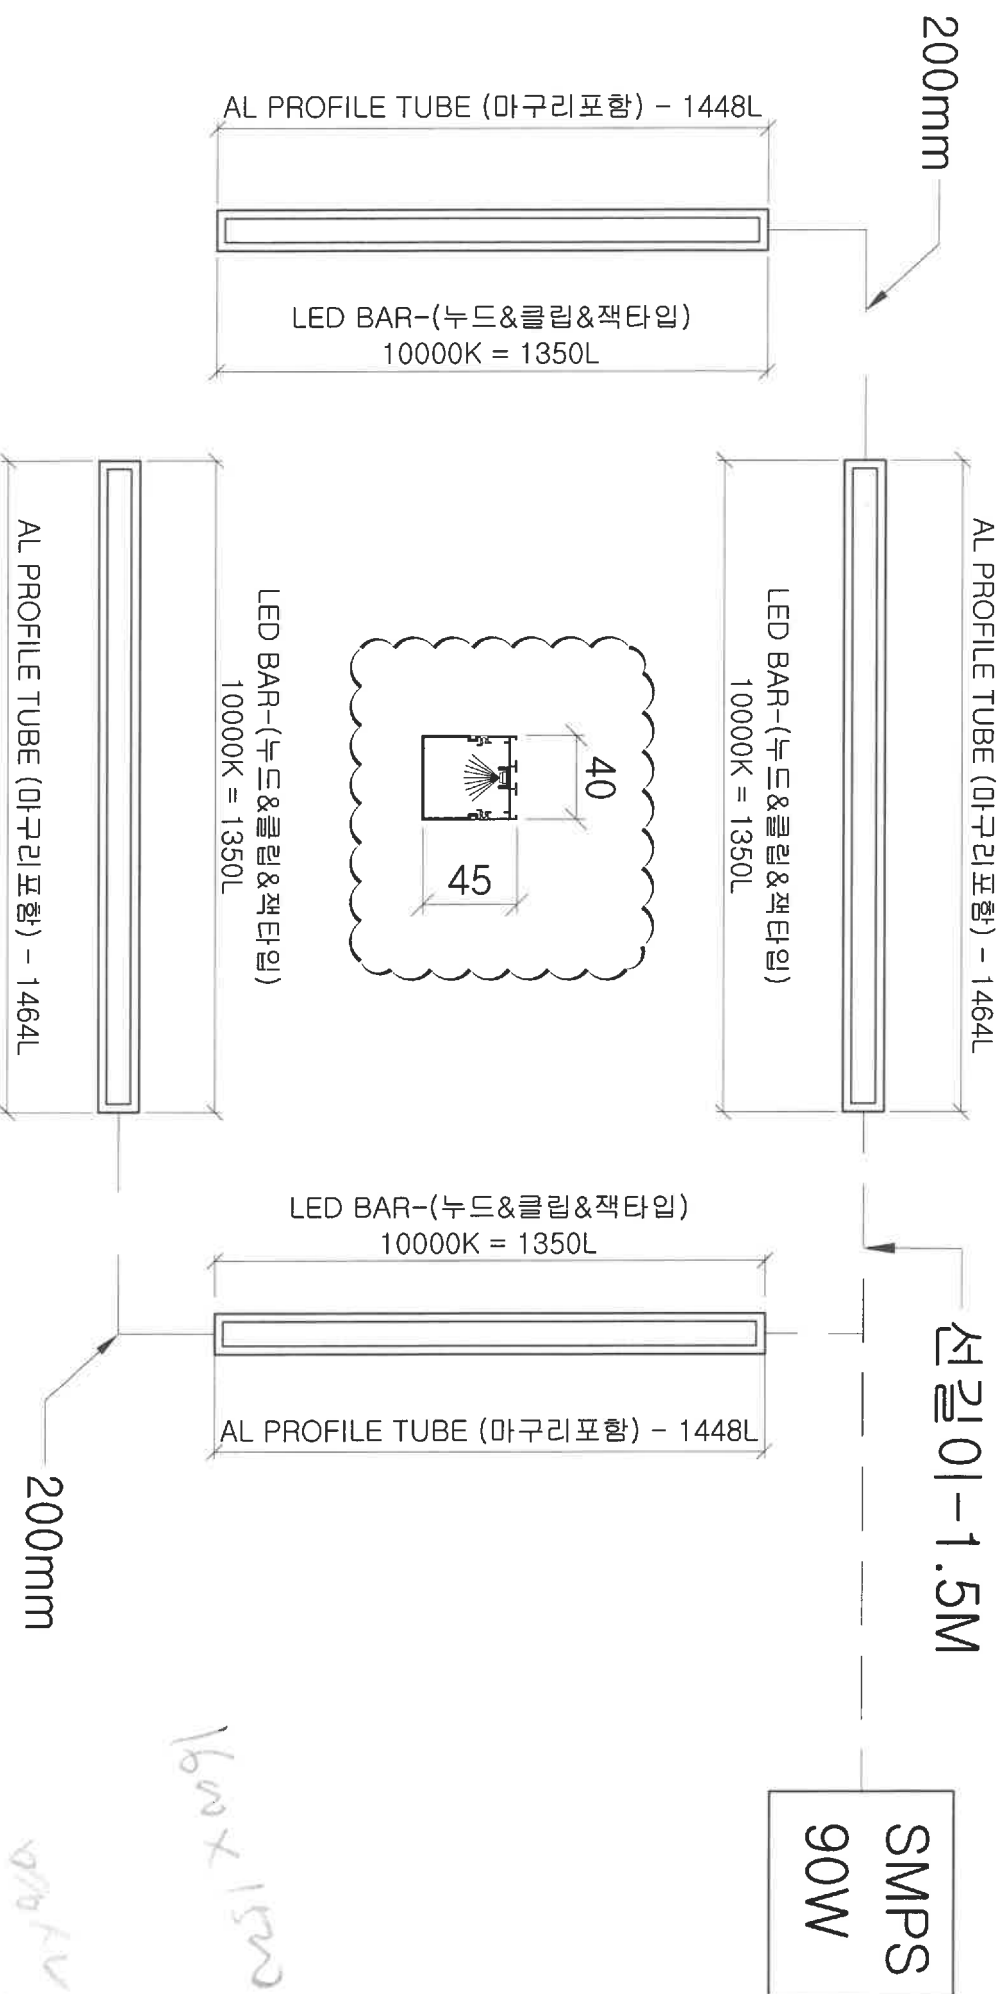 200mm
AL PROFILE TUBE (마구리포함) - 1448L
LED BAR-(누드&클립&잭타입)
10000K = 1350L
AL PROFILE TUBE (마구리포함) - 1464L
LED BAR-(누드&클립&잭타입)
10000K = 1350L
40
45
LED BAR-(누드&클립&잭타입)
10000K = 1350L
AL PROFILE TUBE (마구리포함) - 1464L
LED BAR-(누드&클립&잭타입)
10000K = 1350L
AL PROFILE TUBE (마구리포함) - 1448L
선길이-1.5M
200mm
SMPS
90W